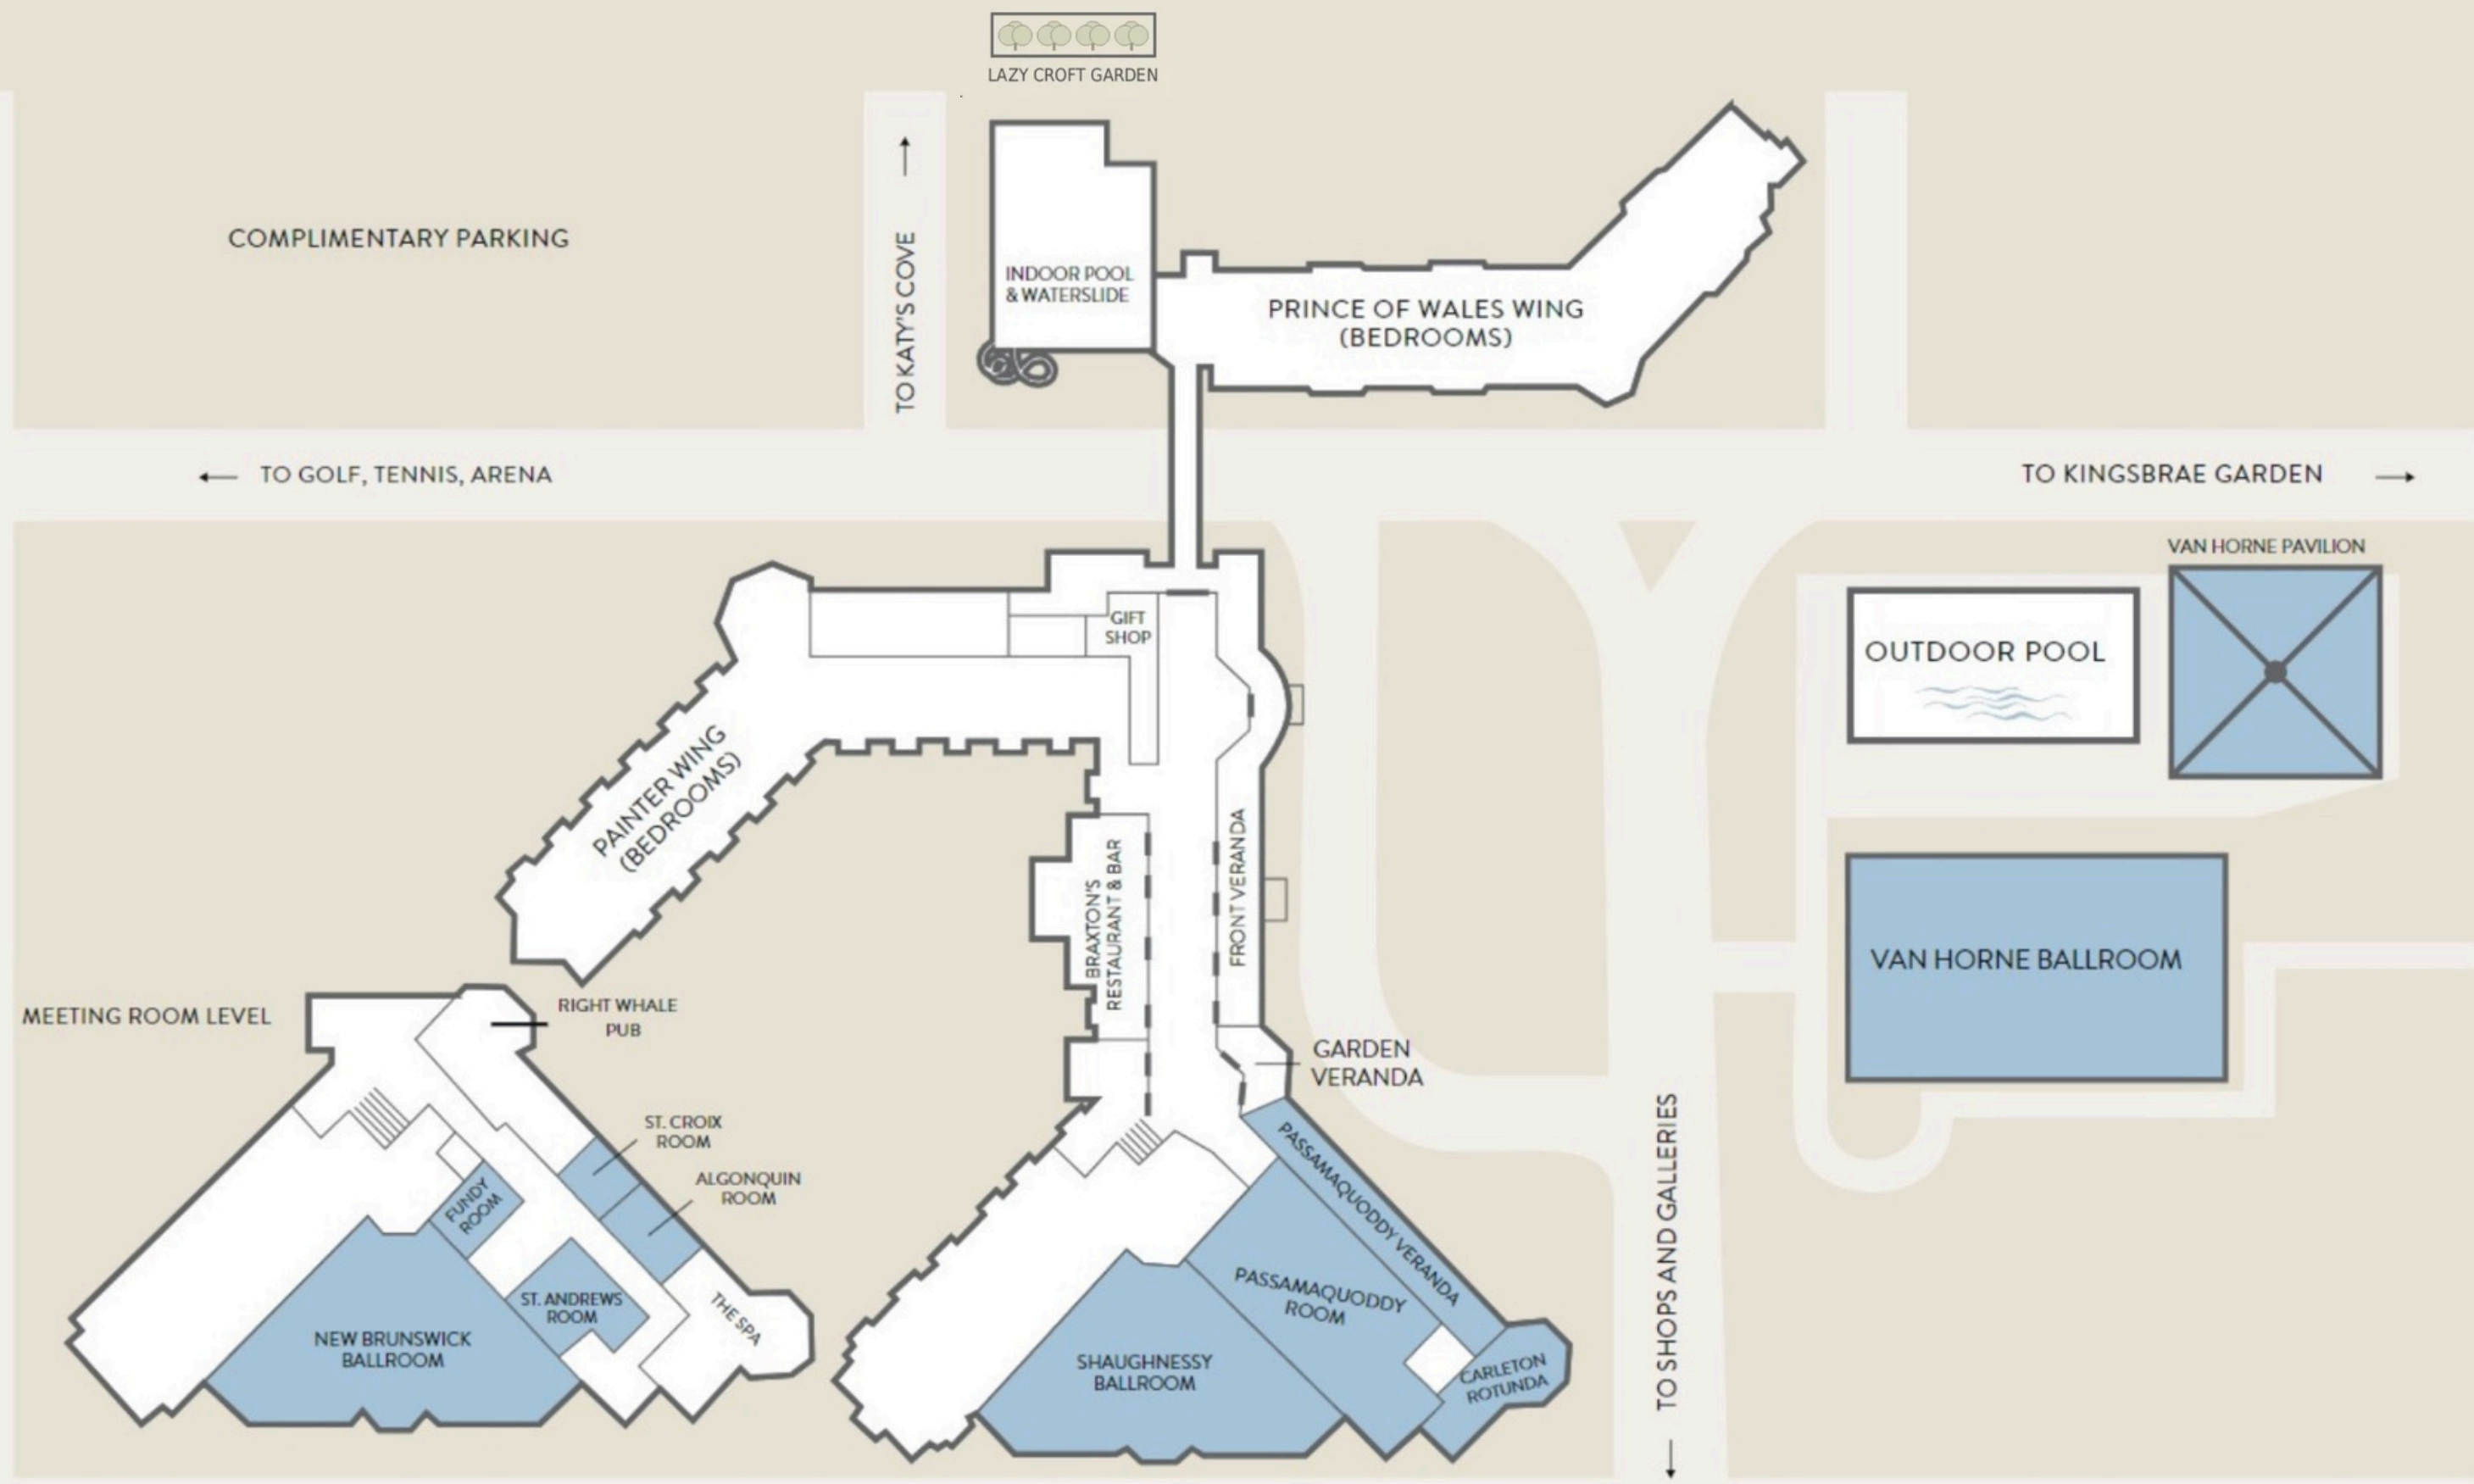 LAZY CROFT GARDEN
COMPLIMENTARY PARKING
TO KATY'S COVE
INDOOR POOL
& WATERSLIDE
PRINCE OF WALES WING
(BEDROOMS)
TO GOLF, TENNIS, ARENA
TO KINGSBRAE GARDEN
VAN HORNE PAVILION
OUTDOOR POOL
GIFT
SHOP
PAINTER WING
(BEDROOMS)
BRAXTON'S
RESTAURANT & BAR
FRONT VERANDA
VAN HORNE BALLROOM
MEETING ROOM LEVEL
RIGHT WHALE
PUB
GARDEN
VERANDA
ST. CROIX
ROOM
ALGONQUIN
ROOM
FUNDY
ROOM
ST. ANDREWS
ROOM
THE SPA
NEW BRUNSWICK
BALLROOM
PASSAMAQUODDY VERANDA
PASSAMAQUODDY
ROOM
SHAUGHNESSY
BALLROOM
CARLETON
ROTUNDA
TO SHOPS AND GALLERIES